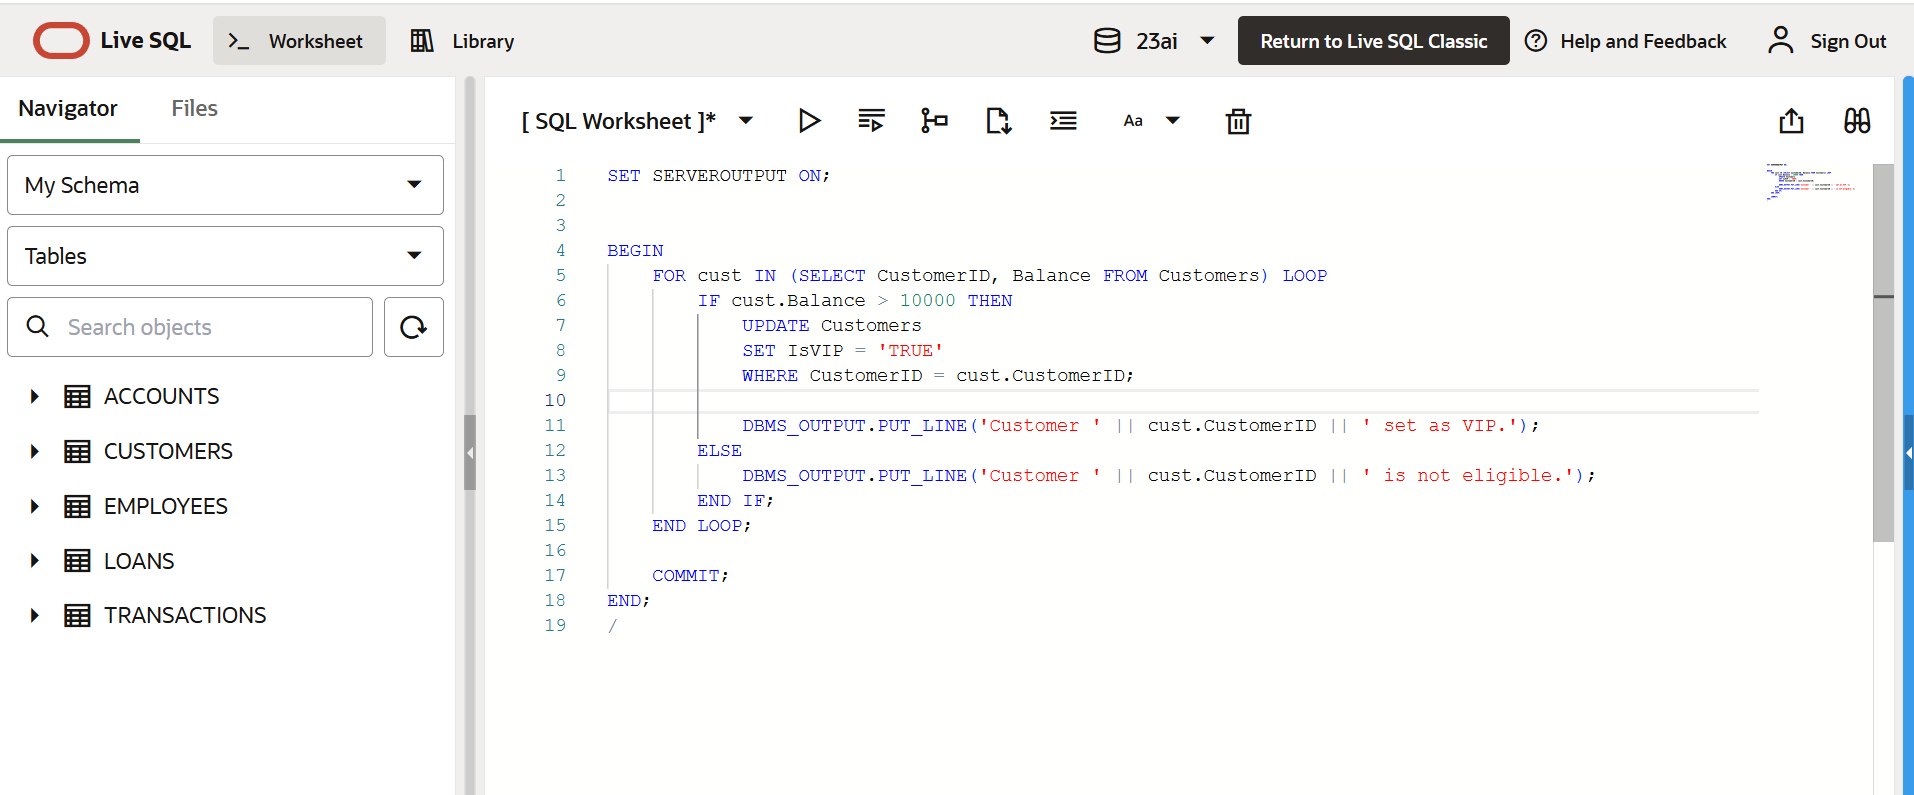 Live SQL
Worksheet
Library
23ai
Return to Live SQL Classic
Help and Feedback
Sign Out
Navigator
Files
My Schema
Tables
Search objects
ACCOUNTS
CUSTOMERS
EMPLOYEES
LOANS
TRANSACTIONS
[ SQL Worksheet ]*
Aa
1 SET SERVEROUTPUT ON;
2
3
4 BEGIN
5     FOR cust IN (SELECT CustomerID, Balance FROM Customers) LOOP
6         IF cust.Balance > 10000 THEN
7             UPDATE Customers
8             SET IsVIP = 'TRUE'
9             WHERE CustomerID = cust.CustomerID;
10
11             DBMS_OUTPUT.PUT_LINE('Customer ' || cust.CustomerID || ' set as VIP.');
12         ELSE
13             DBMS_OUTPUT.PUT_LINE('Customer ' || cust.CustomerID || ' is not eligible.');
14         END IF;
15     END LOOP;
16
17     COMMIT;
18 END;
19 /